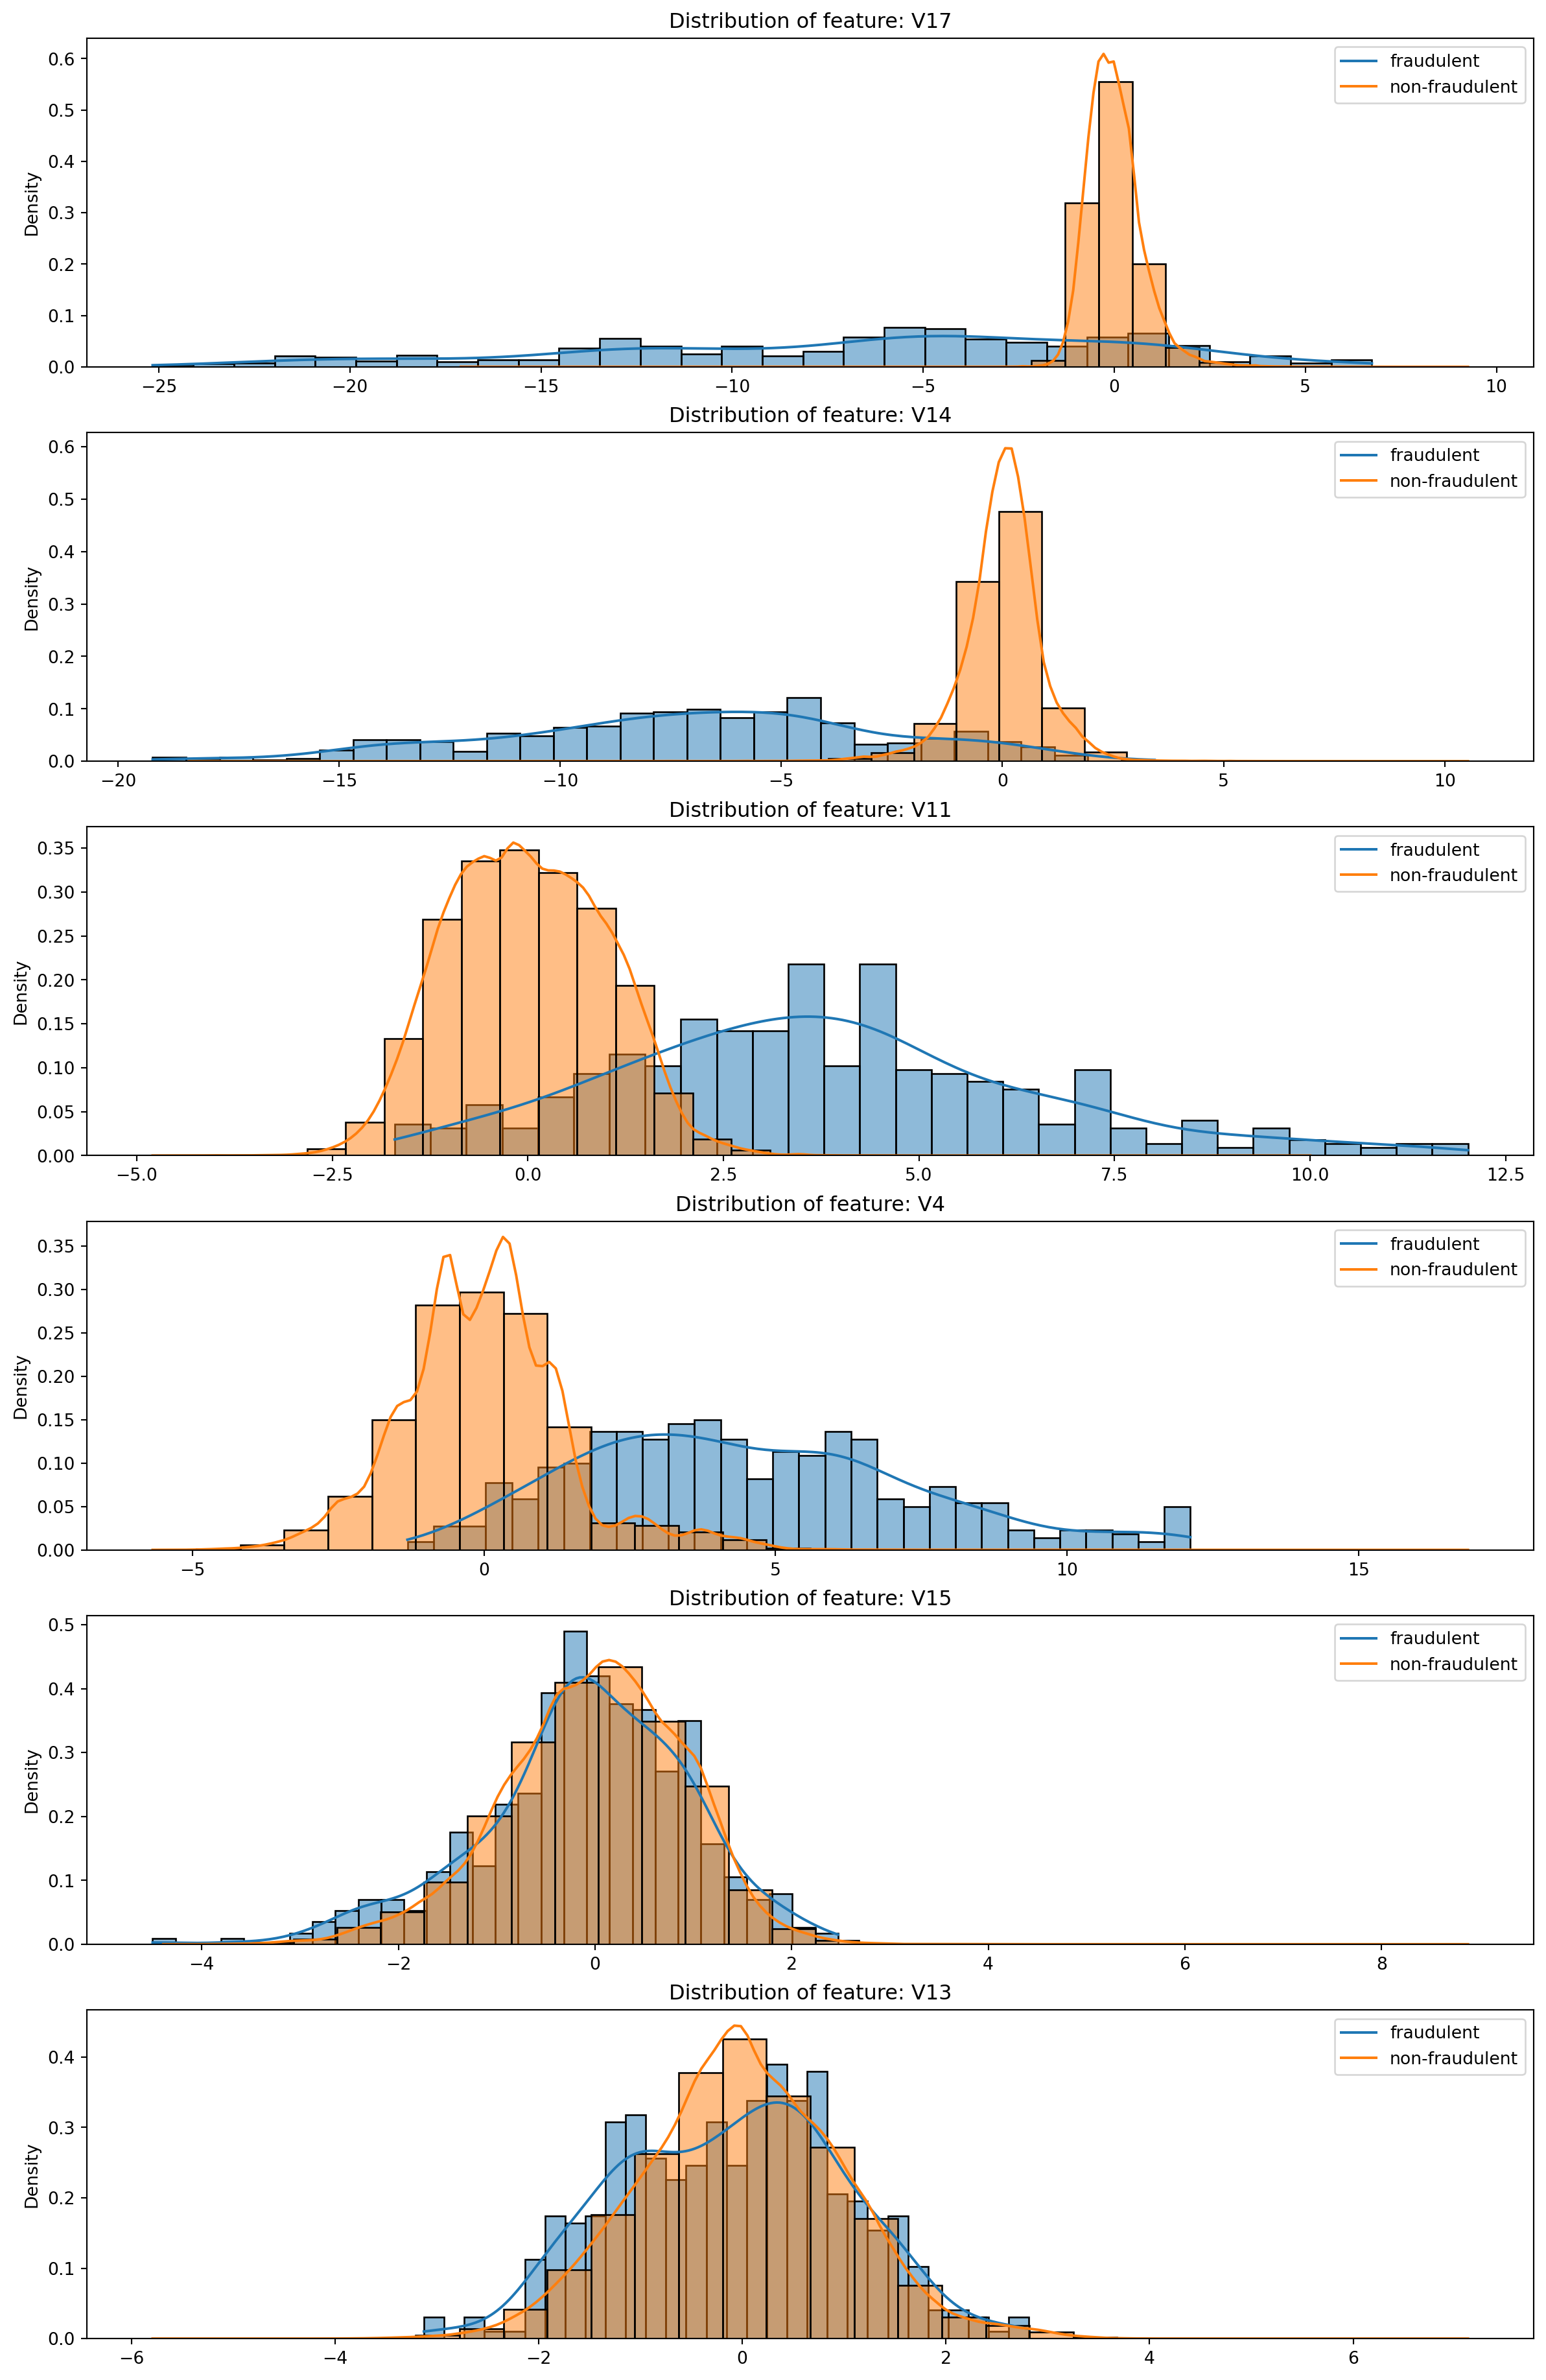 Distribution of feature: V17
0.6
0.5
0.4
0.3
0.2
0.1
0.0
Density
fraudulent
non-fraudulent
−25 −20 −15 −10 −5 0 5 10
Distribution of feature: V14
0.6
0.5
0.4
0.3
0.2
0.1
0.0
Density
fraudulent
non-fraudulent
−20 −15 −10 −5 0 5 10
Distribution of feature: V11
0.35
0.30
0.25
0.20
0.15
0.10
0.05
0.00
Density
fraudulent
non-fraudulent
−5.0 −2.5 0.0 2.5 5.0 7.5 10.0 12.5
Distribution of feature: V4
0.35
0.30
0.25
0.20
0.15
0.10
0.05
0.00
Density
fraudulent
non-fraudulent
−5 0 5 10 15
Distribution of feature: V15
0.5
0.4
0.3
0.2
0.1
0.0
Density
fraudulent
non-fraudulent
−4 −2 0 2 4 6 8
Distribution of feature: V13
0.4
0.3
0.2
0.1
0.0
Density
fraudulent
non-fraudulent
−6 −4 −2 0 2 4 6